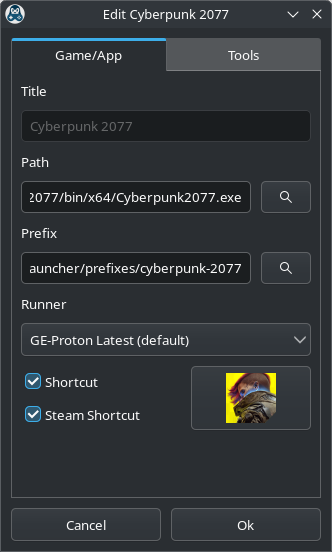 Edit Cyberpunk 2077
Game/App
Tools
Title
Cyberpunk 2077
Path
2077/bin/x64/Cyberpunk2077.exe
Prefix
auncher/prefixes/cyberpunk-2077
Runner
GE-Proton Latest (default)
Shortcut
Steam Shortcut
Cancel
Ok